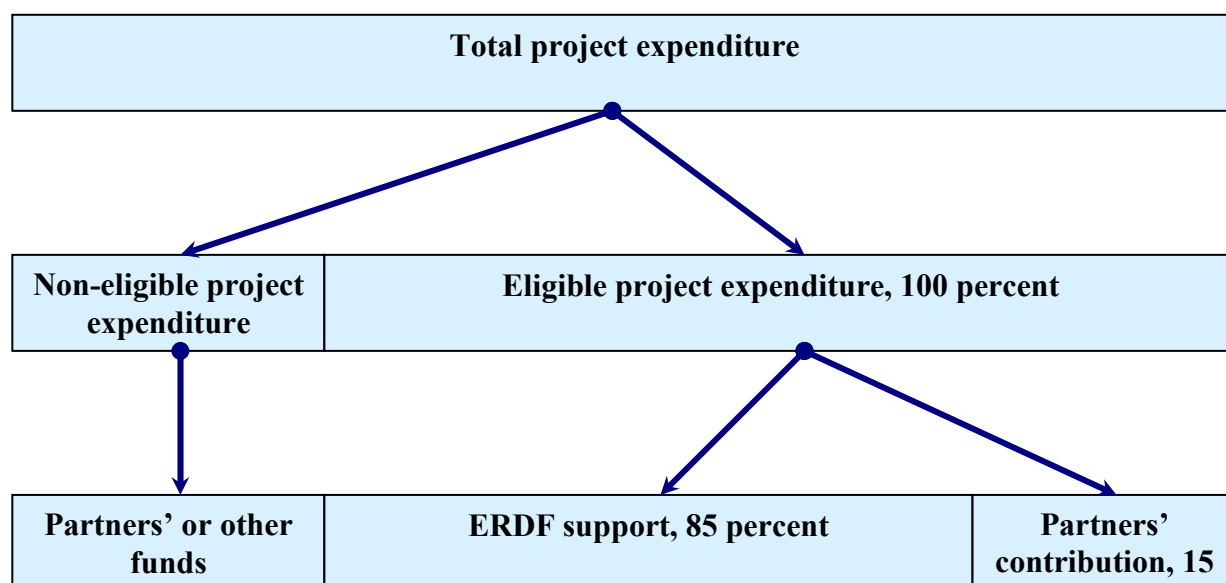 Total project expenditure
Non-eligible project
expenditure
Eligible project expenditure, 100 percent
Partners’ or other
funds
ERDF support, 85 percent
Partners’
contribution, 15